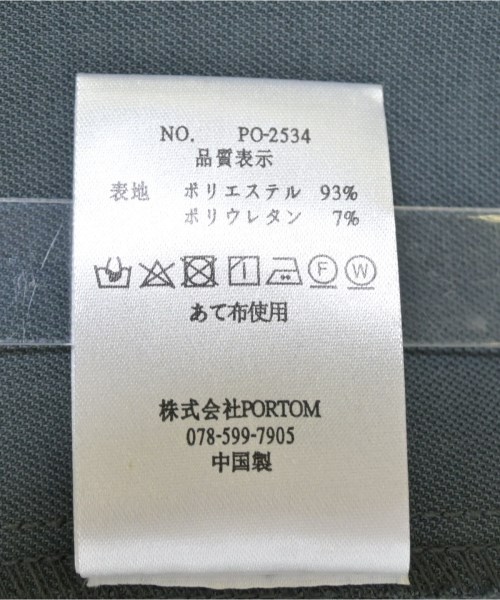 NO. PO-2534
品質表示
表地 ポリエステル 93%
ポリウレタン 7%
F W
あて布使用
株式会社PORTOM
078-599-7905
中国製